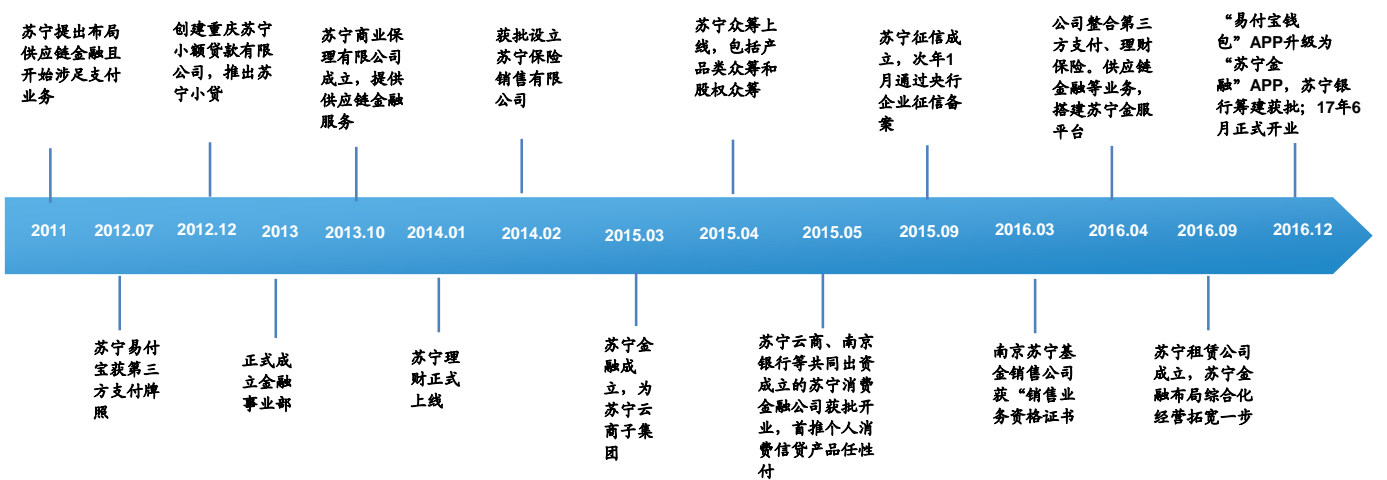 苏宁提出布局
供应链金融且
开始涉足支付
业务
创建重庆苏宁
小额贷款有限
公司，推出苏
宁小贷
苏宁商业保
理有限公司
成立，提供
供应链金融
服务
获批设立
苏宁保险
销售有限
公司
苏宁众筹上
线，包括产
品类众筹和
股权众筹
苏宁征信成
立，次年1
月通过央行
企业征信备
案
公司整合第三
方支付、理财
保险。供应链
金融等业务，
搭建苏宁金服
平台
“易付宝钱
包”APP升级为
“苏宁金
融”APP，苏宁银
行筹建获批；17年6
月正式开业
2011
2012.07
2012.12
2013
2013.10
2014.01
2014.02
2015.03
2015.04
2015.05
2015.09
2016.03
2016.04
2016.09
2016.12
苏宁易付
宝获第三
方支付牌
照
正式成
立金融
事业部
苏宁理
财正式
上线
苏宁金
融成
立，为
苏宁云
商子集
团
苏宁云商、南京
银行等共同出资
成立的苏宁消费
金融公司获批开
业，首推个人消
费信贷产品任性
付
南京苏宁基
金销售公司
获“销售业
务资格证书
苏宁租赁公司
成立，苏宁金
融布局综合化
经营拓宽一步